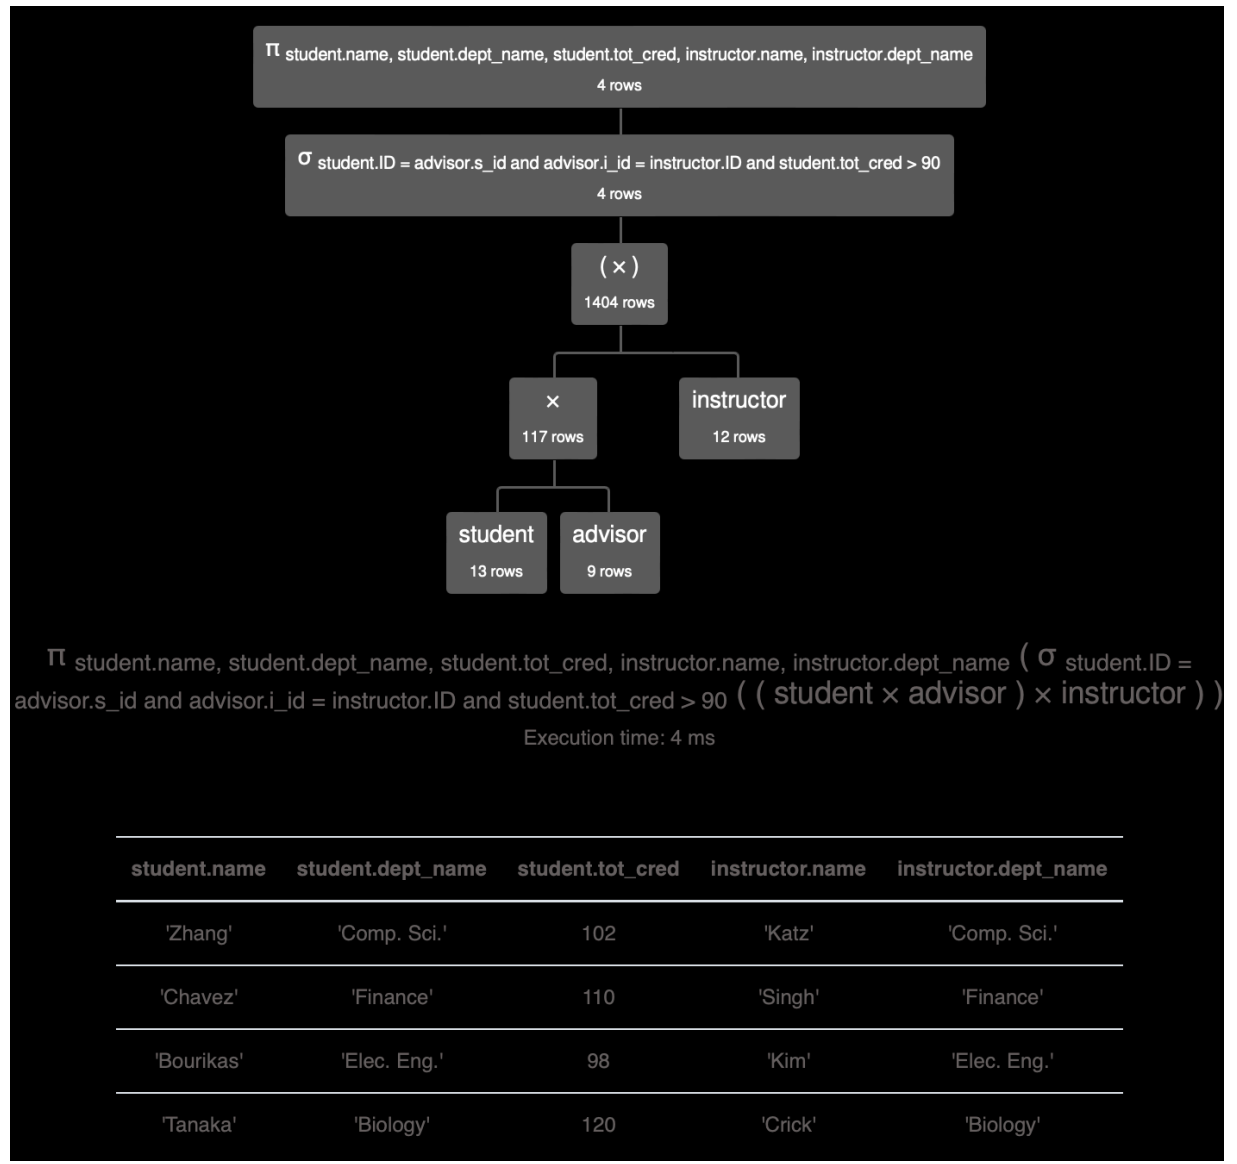 π student.name, student.dept_name, student.tot_cred, instructor.name, instructor.dept_name
4 rows
σ student.ID = advisor.s_id and advisor.i_id = instructor.ID and student.tot_cred > 90
4 rows
( × )
1404 rows
× instructor
117 rows 12 rows
student advisor
13 rows 9 rows
π student.name, student.dept_name, student.tot_cred, instructor.name, instructor.dept_name ( σ student.ID =
advisor.s_id and advisor.i_id = instructor.ID and student.tot_cred > 90 ( ( student × advisor ) × instructor ) )
Execution time: 4 ms
student.name student.dept_name student.tot_cred instructor.name instructor.dept_name
'Zhang' 'Comp. Sci.' 102 'Katz' 'Comp. Sci.'
'Chavez' 'Finance' 110 'Singh' 'Finance'
'Bourikas' 'Elec. Eng.' 98 'Kim' 'Elec. Eng.'
'Tanaka' 'Biology' 120 'Crick' 'Biology'